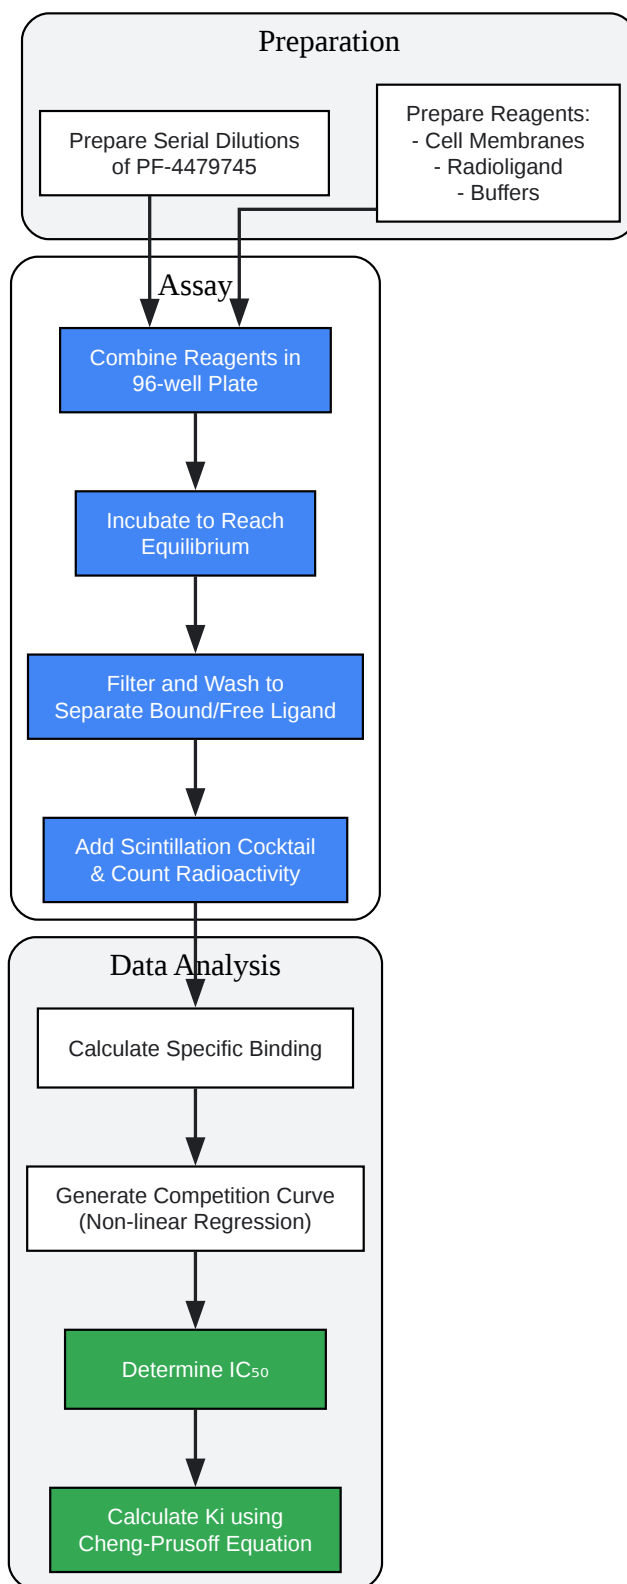 Preparation
Prepare Serial Dilutions
of PF-4479745
Prepare Reagents:
- Cell Membranes
- Radioligand
- Buffers
Assay
Combine Reagents in
96-well Plate
Incubate to Reach
Equilibrium
Filter and Wash to
Separate Bound/Free Ligand
Add Scintillation Cocktail
& Count Radioactivity
Data Analysis
Calculate Specific Binding
Generate Competition Curve
(Non-linear Regression)
Determine IC₅₀
Calculate Ki using
Cheng-Prusoff Equation